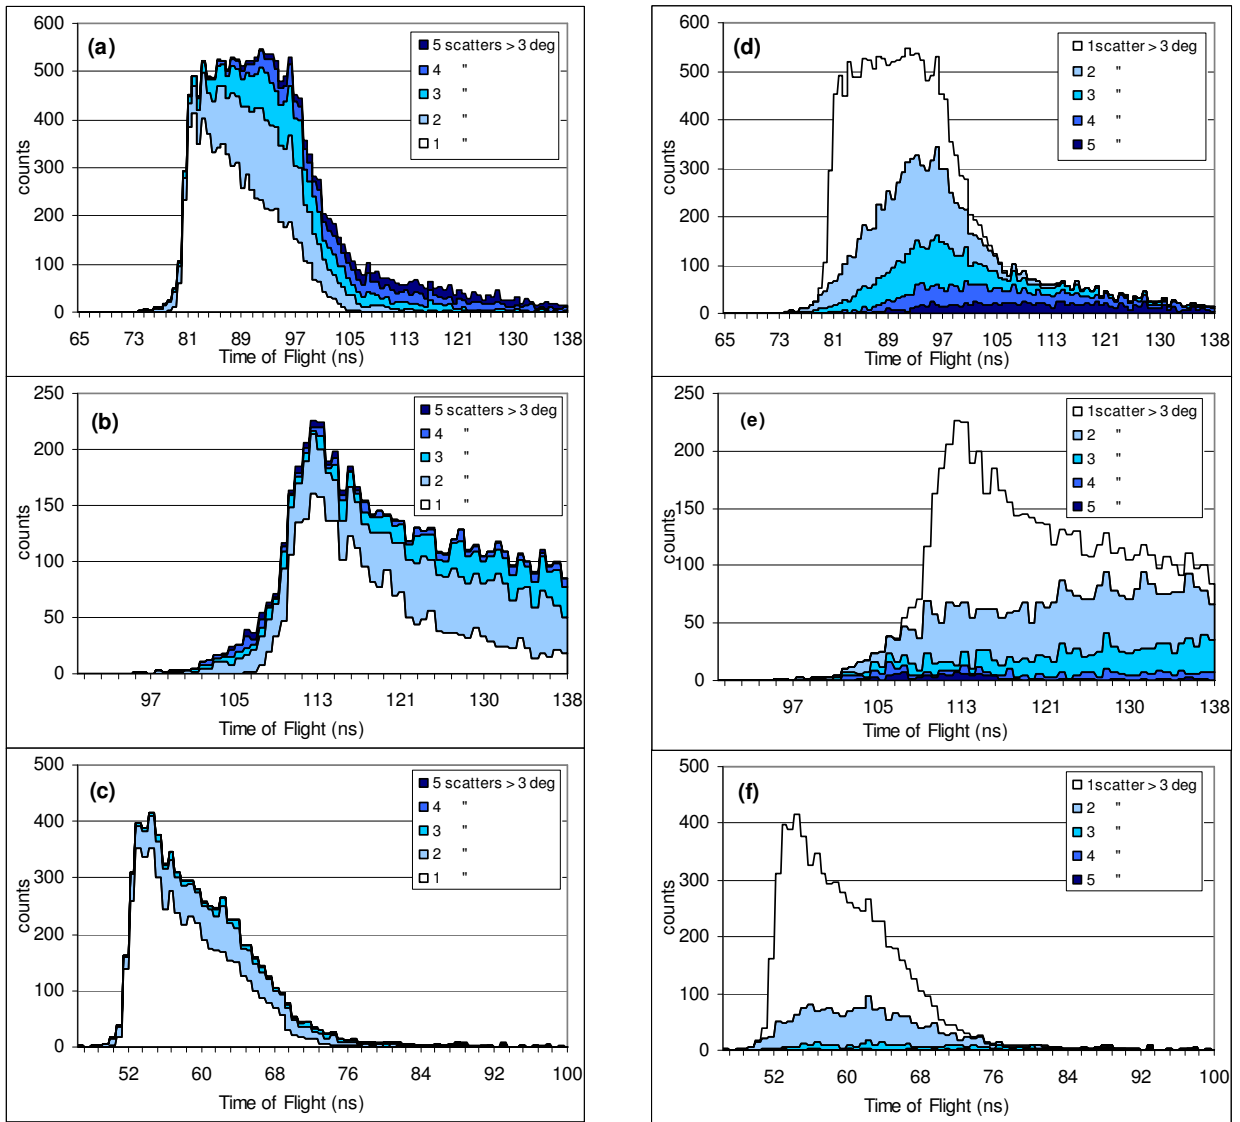 600
500
400
300
200
100
0
counts
(a)
5 scatters > 3 deg
4 "
3 "
2 "
1 "
65 73 81 89 97 105 113 121 130 138
Time of Flight (ns)
600
500
400
300
200
100
0
counts
(d)
1scatter > 3 deg
2 "
3 "
4 "
5 "
65 73 81 89 97 105 113 121 130 138
Time of Flight (ns)
250
200
150
100
50
0
counts
(b)
5 scatters > 3 deg
4 "
3 "
2 "
1 "
97 105 113 121 130 138
Time of Flight (ns)
250
200
150
100
50
0
counts
(e)
1scatter > 3 deg
2 "
3 "
4 "
5 "
97 105 113 121 130 138
Time of Flight (ns)
500
400
300
200
100
0
counts
(c)
5 scatters > 3 deg
4 "
3 "
2 "
1 "
52 60 68 76 84 92 100
Time of Flight (ns)
500
400
300
200
100
0
counts
(f)
1scatter > 3 deg
2 "
3 "
4 "
5 "
52 60 68 76 84 92 100
Time of Flight (ns)